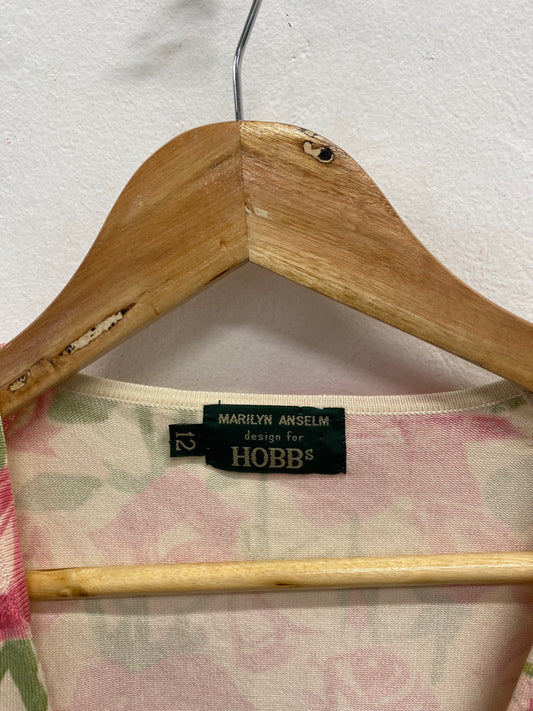 MARILYN ANSELM
design for
HOBBS
12